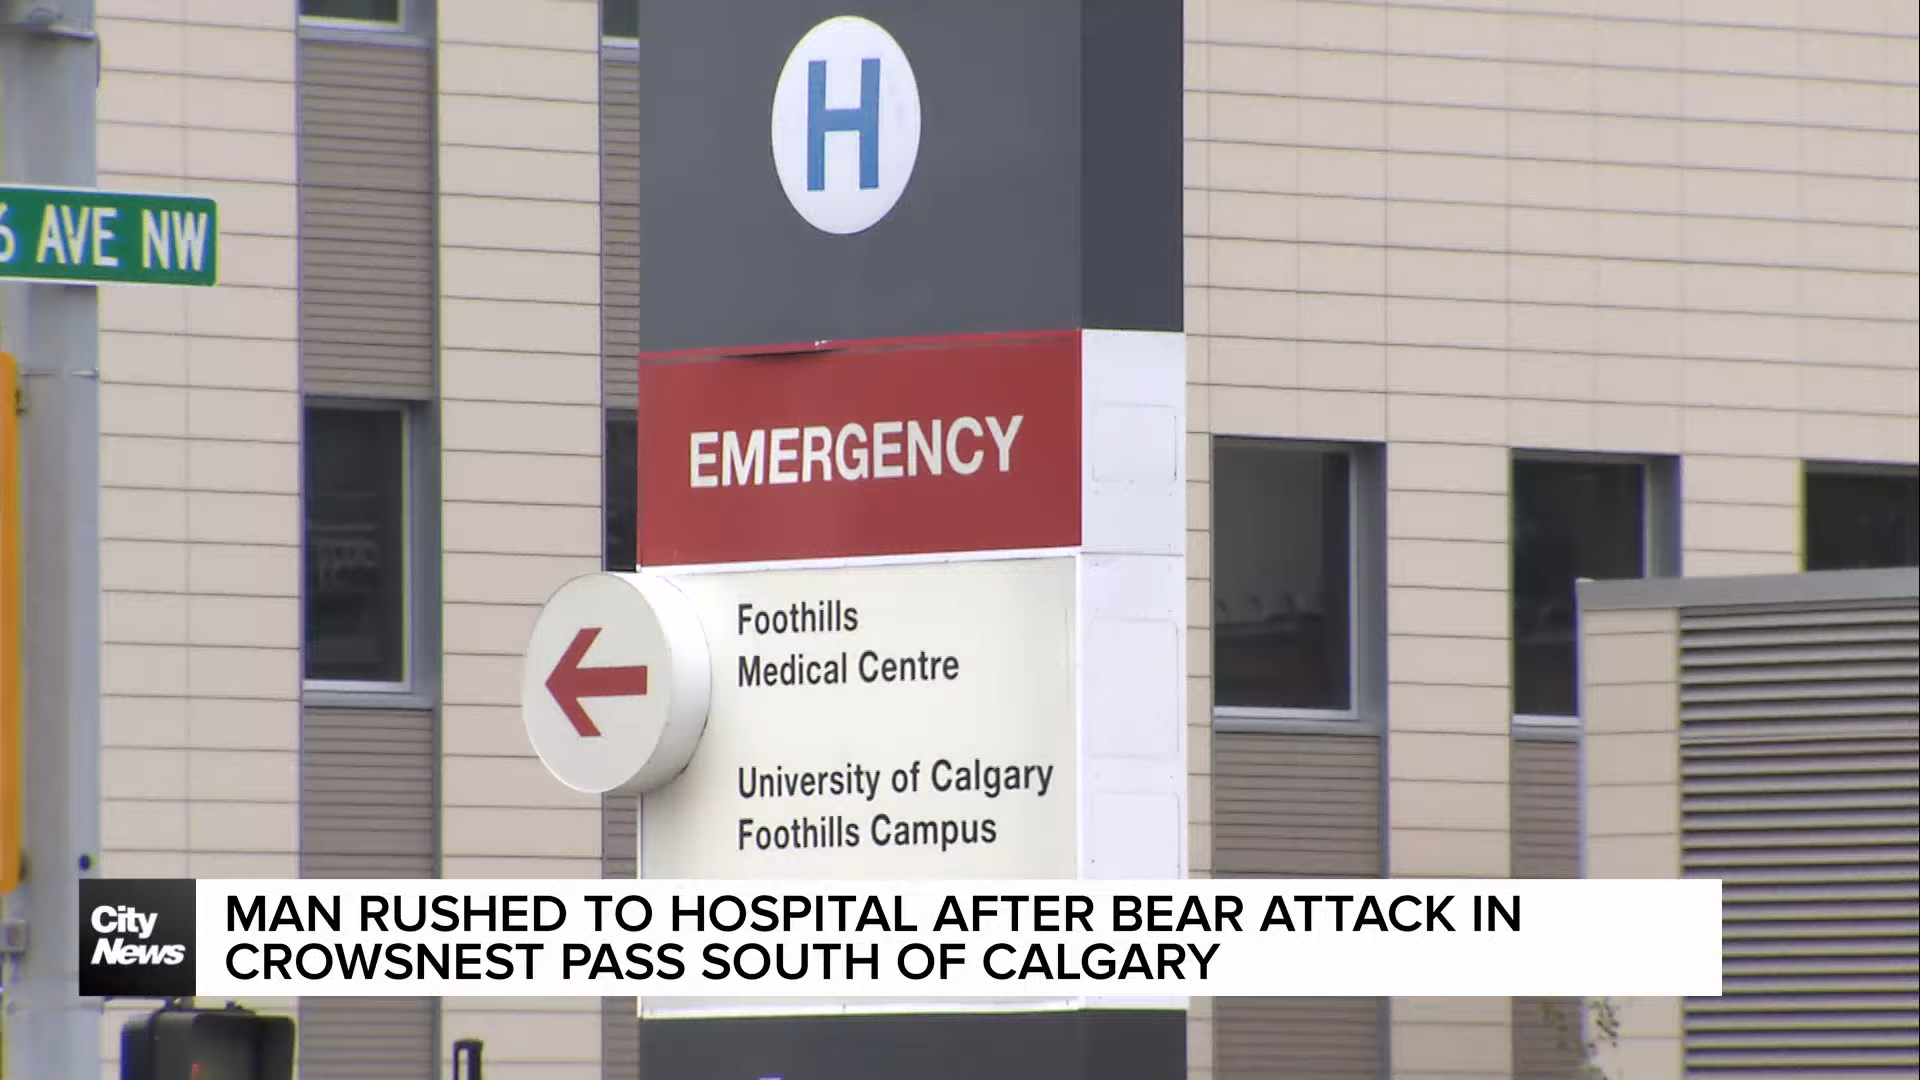 H
AVE NW
EMERGENCY
Foothills
Medical Centre
University of Calgary
Foothills Campus
City
News
MAN RUSHED TO HOSPITAL AFTER BEAR ATTACK IN
CROWSNEST PASS SOUTH OF CALGARY